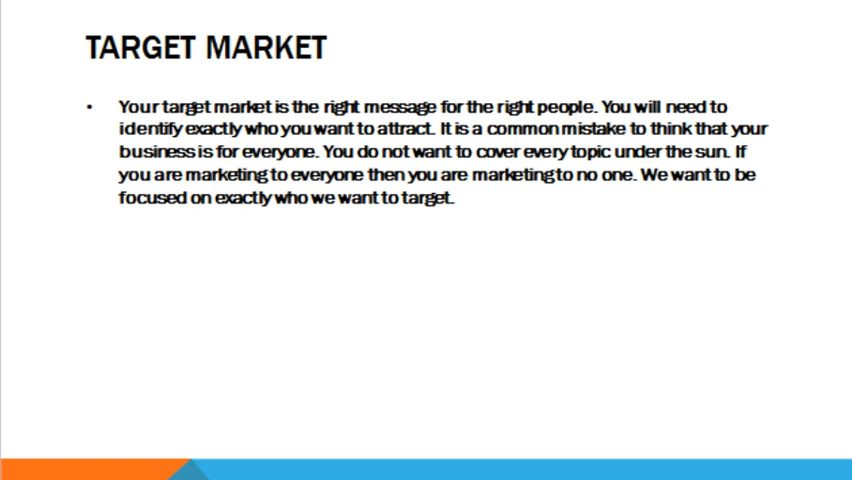 TARGET MARKET
• Your target market is the right message for the right people. You will need to
identify exactly who you want to attract. It is a common mistake to think that your
business is for everyone. You do not want to cover every topic under the sun. If
you are marketing to everyone then you are marketing to no one. We want to be
focused on exactly who we want to target.